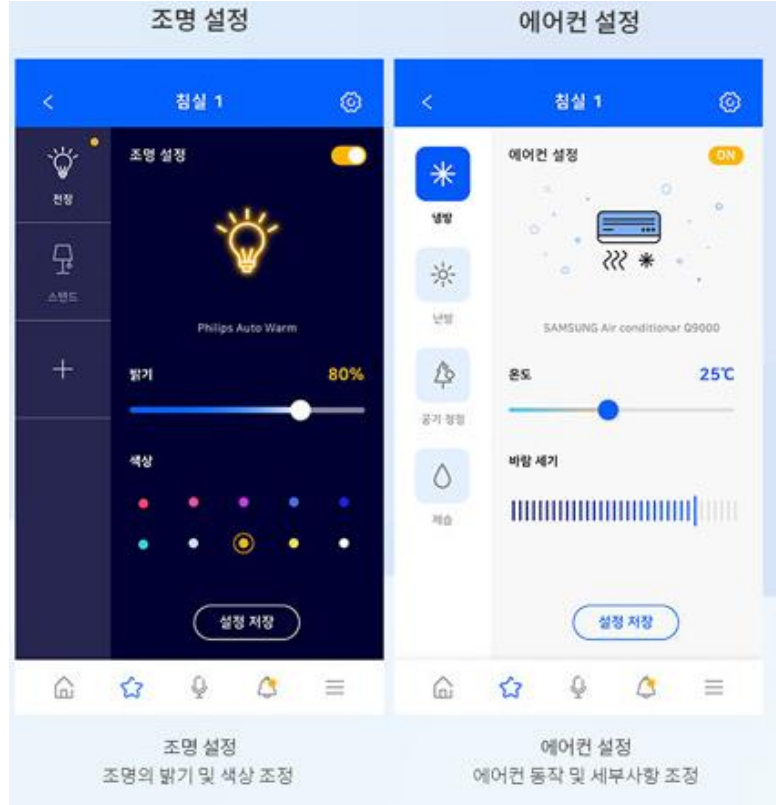 조명 설정
에어컨 설정
침실 1
조명 설정
천장
스탠드
Philips Auto Warm
밝기
80%
색상
설정 저장
침실 1
에어컨 설정
ON
냉방
난방
공기 청정
제습
SAMSUNG Air conditionar Q9000
온도
25℃
바람 세기
설정 저장
조명 설정
조명의 밝기 및 색상 조정
에어컨 설정
에어컨 동작 및 세부사항 조정